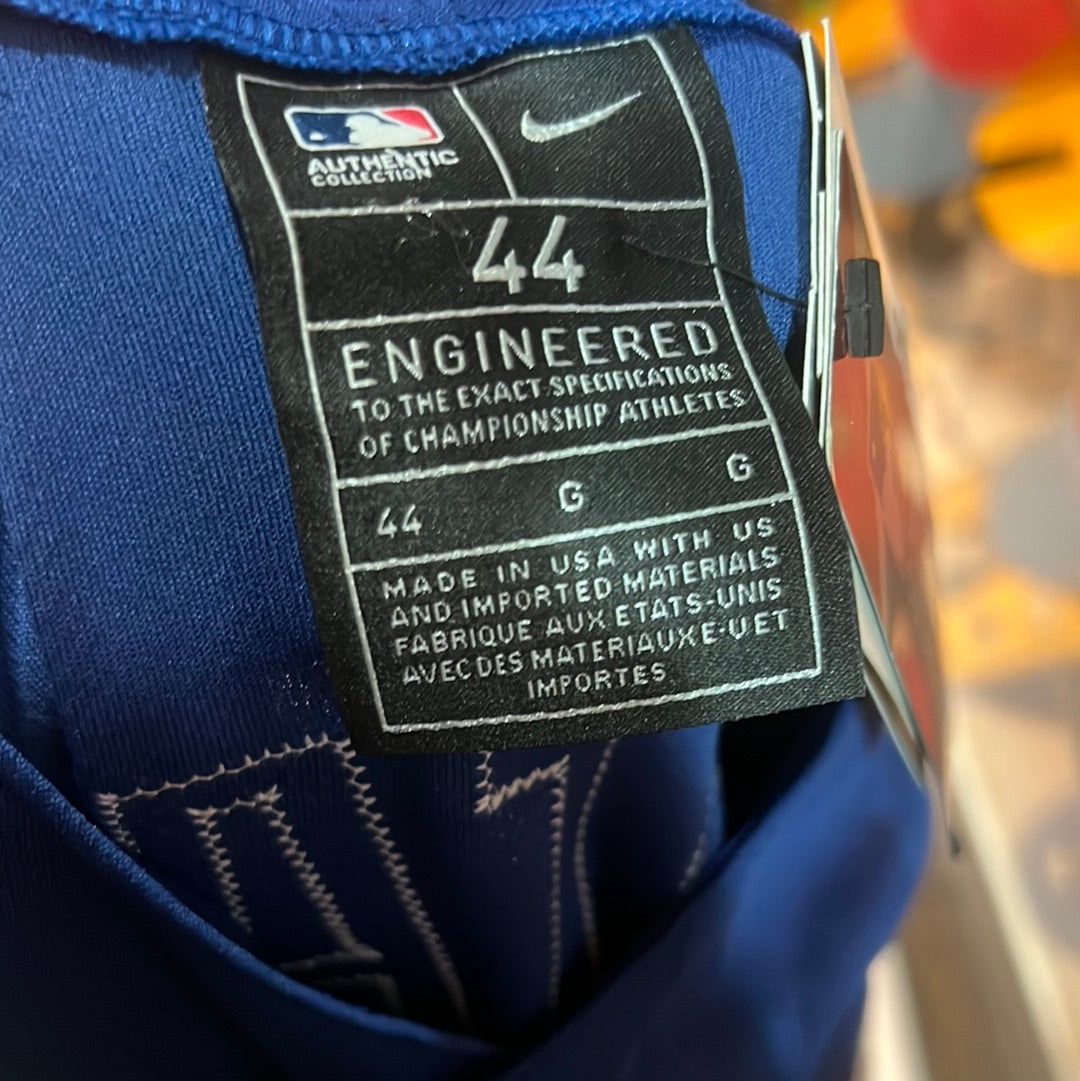 AUTHENTIC
COLLECTION
44
ENGINEERED
TO THE EXACT SPECIFICATIONS
OF CHAMPIONSHIP ATHLETES
44 G G
MADE IN USA WITH US
AND IMPORTED MATERIALS
FABRIQUE AUX ETATS-UNIS
AVEC DES MATERIAUX E-U ET
IMPORTES